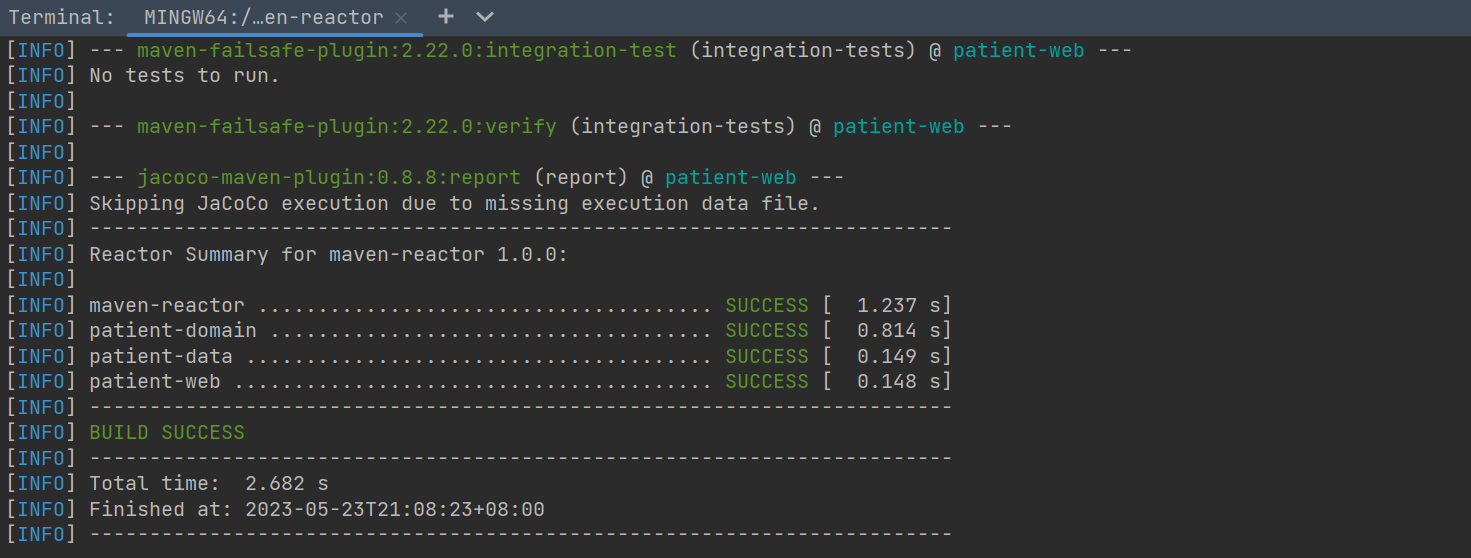 Terminal: MINGW64:/…en-reactor × +
[INFO] --- maven-failsafe-plugin:2.22.0:integration-test (integration-tests) @ patient-web ---
[INFO] No tests to run.
[INFO]
[INFO] --- maven-failsafe-plugin:2.22.0:verify (integration-tests) @ patient-web ---
[INFO]
[INFO] --- jacoco-maven-plugin:0.8.8:report (report) @ patient-web ---
[INFO] Skipping JaCoCo execution due to missing execution data file.
[INFO] ------------------------------------------------------------------------
[INFO] Reactor Summary for maven-reactor 1.0.0:
[INFO]
[INFO] maven-reactor ...................................... SUCCESS [  1.237 s]
[INFO] patient-domain ..................................... SUCCESS [  0.814 s]
[INFO] patient-data ....................................... SUCCESS [  0.149 s]
[INFO] patient-web ........................................ SUCCESS [  0.148 s]
[INFO] ------------------------------------------------------------------------
[INFO] BUILD SUCCESS
[INFO] ------------------------------------------------------------------------
[INFO] Total time:  2.682 s
[INFO] Finished at: 2023-05-23T21:08:23+08:00
[INFO] ------------------------------------------------------------------------